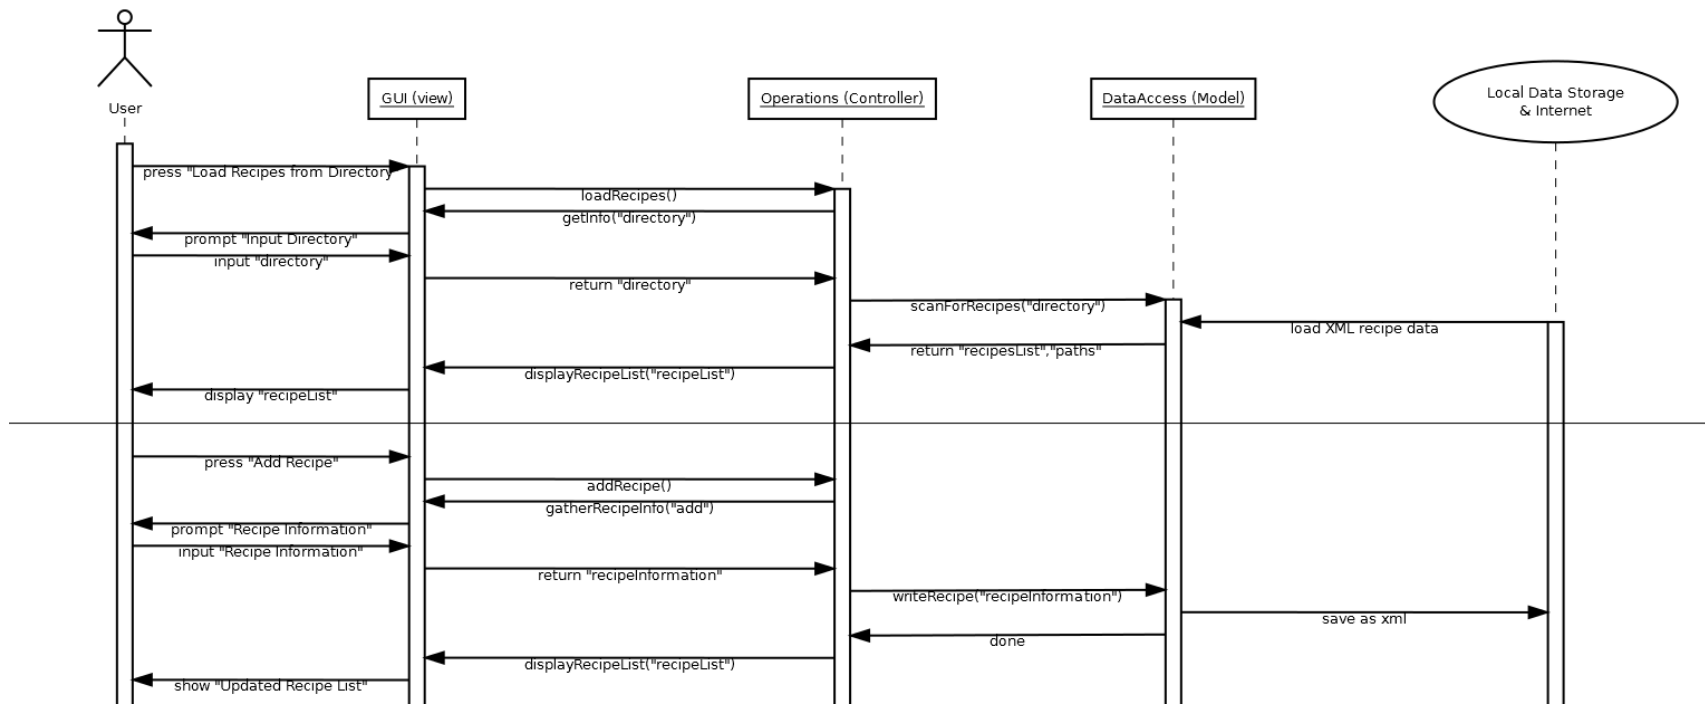 User
GUI (view)
Operations (Controller)
DataAccess (Model)
Local Data Storage
& Internet
press "Load Recipes from Directory
loadRecipes()
getInfo("directory")
prompt "Input Directory"
input "directory"
return "directory"
scanForRecipes("directory")
load XML recipe data
return "recipesList","paths"
displayRecipeList("recipeList")
display "recipeList"
press "Add Recipe"
addRecipe()
gatherRecipeInfo("add")
prompt "Recipe Information"
input "Recipe Information"
return "recipeInformation"
writeRecipe("recipeInformation")
save as xml
done
displayRecipeList("recipeList")
show "Updated Recipe List"